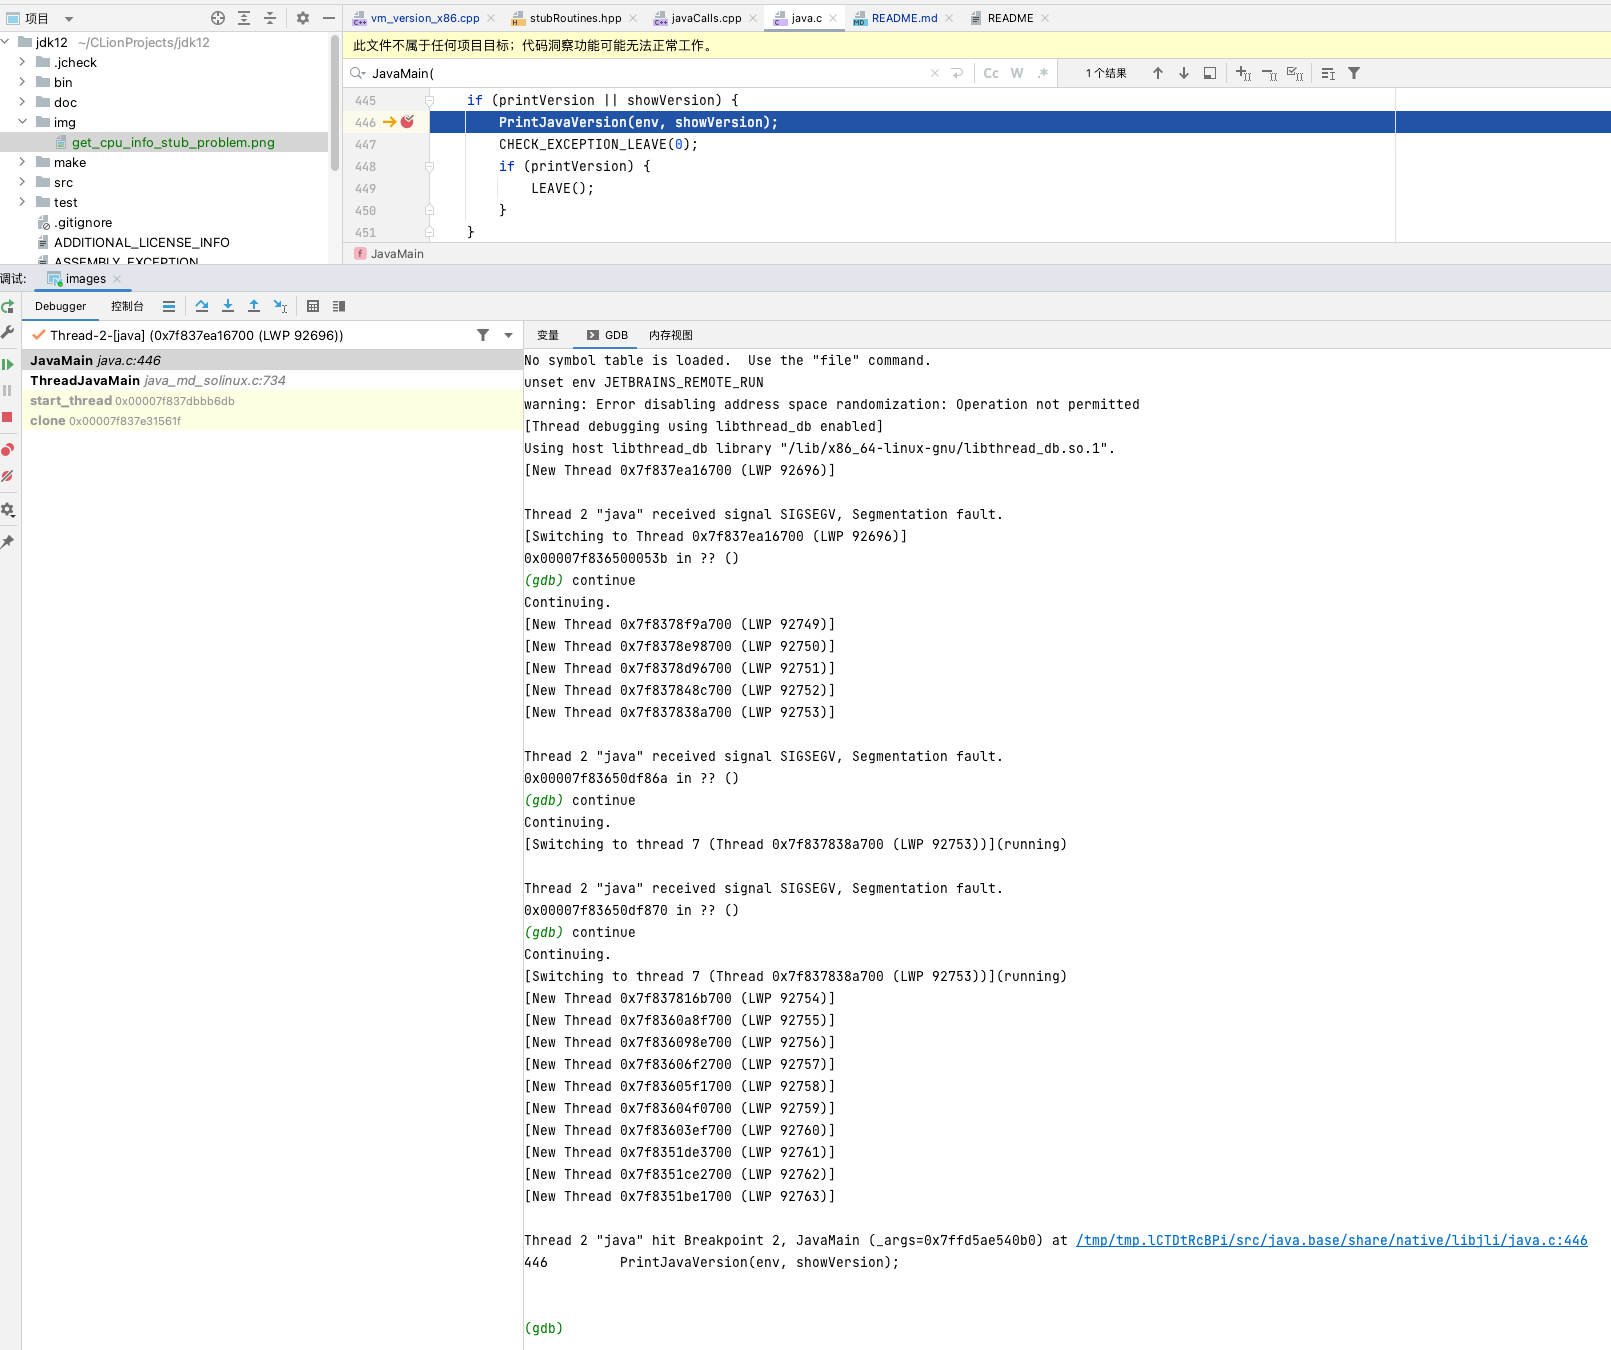 项目
vm_version_x86.cpp
stubRoutines.hpp
javaCalls.cpp
java.c
README.md
README
jdk12 ~/CLionProjects/jdk12
.jcheck
bin
doc
img
get_cpu_info_stub_problem.png
make
src
test
.gitignore
ADDITIONAL_LICENSE_INFO
ASSEMBLY_EXCEPTION
此文件不属于任何项目目标；代码洞察功能可能无法正常工作。
JavaMain(
Cc W .*
1 个结果
445 if (printVersion || showVersion) {
446 PrintJavaVersion(env, showVersion);
447 CHECK_EXCEPTION_LEAVE(0);
448 if (printVersion) {
449 LEAVE();
450 }
451 }
f JavaMain
调试: images
Debugger 控制台
Thread-2-[java] (0x7f837ea16700 (LWP 92696))
JavaMain java.c:446
ThreadJavaMain java_md_solinux.c:734
start_thread 0x00007f837dbbb6db
clone 0x00007f837e31561f
变量 GDB 内存视图
No symbol table is loaded.  Use the "file" command.
unset env JETBRAINS_REMOTE_RUN
warning: Error disabling address space randomization: Operation not permitted
[Thread debugging using libthread_db enabled]
Using host libthread_db library "/lib/x86_64-linux-gnu/libthread_db.so.1".
[New Thread 0x7f837ea16700 (LWP 92696)]
Thread 2 "java" received signal SIGSEGV, Segmentation fault.
[Switching to Thread 0x7f837ea16700 (LWP 92696)]
0x00007f836500053b in ?? ()
(gdb) continue
Continuing.
[New Thread 0x7f8378f9a700 (LWP 92749)]
[New Thread 0x7f8378e98700 (LWP 92750)]
[New Thread 0x7f8378d96700 (LWP 92751)]
[New Thread 0x7f837848c700 (LWP 92752)]
[New Thread 0x7f837838a700 (LWP 92753)]
Thread 2 "java" received signal SIGSEGV, Segmentation fault.
0x00007f83650df86a in ?? ()
(gdb) continue
Continuing.
[Switching to thread 7 (Thread 0x7f837838a700 (LWP 92753))](running)
Thread 2 "java" received signal SIGSEGV, Segmentation fault.
0x00007f83650df870 in ?? ()
(gdb) continue
Continuing.
[Switching to thread 7 (Thread 0x7f837838a700 (LWP 92753))](running)
[New Thread 0x7f837816b700 (LWP 92754)]
[New Thread 0x7f8360a8f700 (LWP 92755)]
[New Thread 0x7f836098e700 (LWP 92756)]
[New Thread 0x7f83606f2700 (LWP 92757)]
[New Thread 0x7f83605f1700 (LWP 92758)]
[New Thread 0x7f83604f0700 (LWP 92759)]
[New Thread 0x7f83603ef700 (LWP 92760)]
[New Thread 0x7f8351de3700 (LWP 92761)]
[New Thread 0x7f8351ce2700 (LWP 92762)]
[New Thread 0x7f8351be1700 (LWP 92763)]
Thread 2 "java" hit Breakpoint 2, JavaMain (_args=0x7ffd5ae540b0) at /tmp/tmp.lCTDtRcBPi/src/java.base/share/native/libjli/java.c:446
446 PrintJavaVersion(env, showVersion);
(gdb)